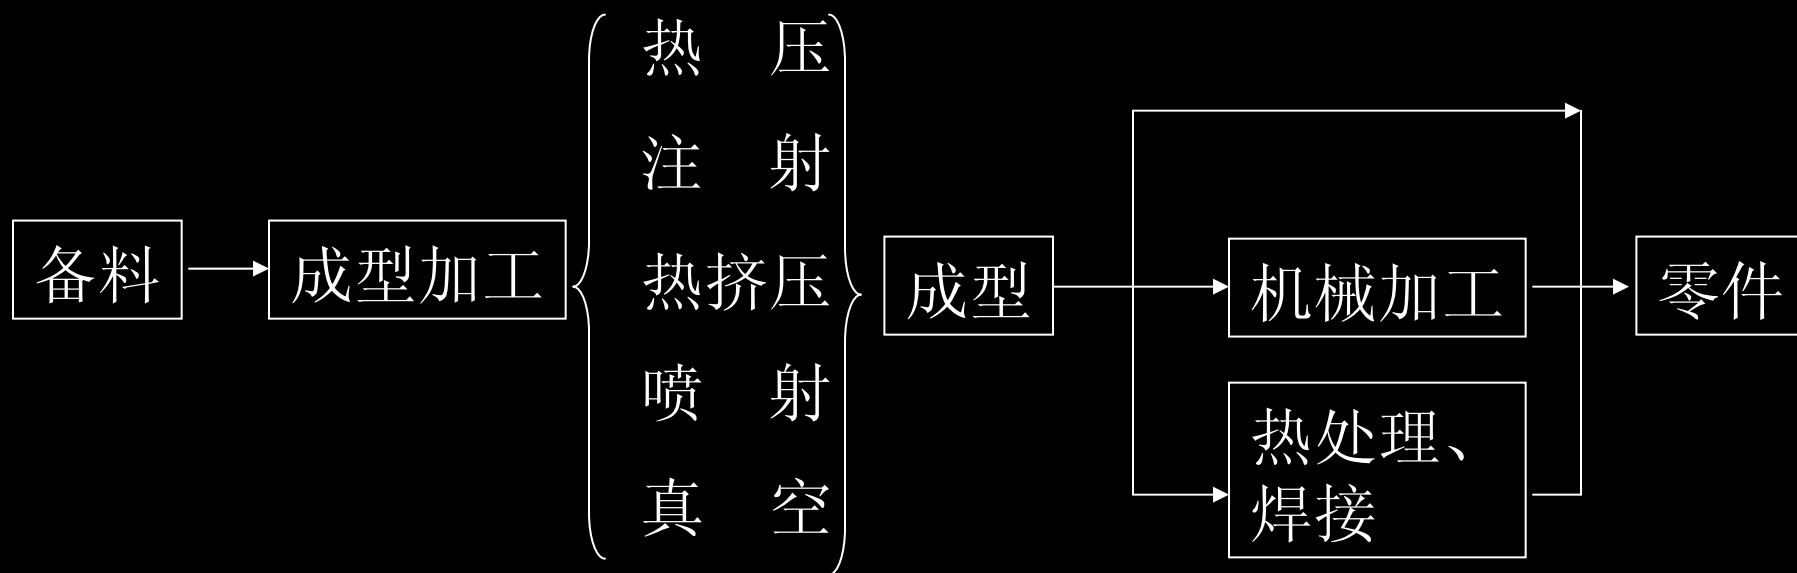 备料
成型加工
热 压
注 射
热挤压
喷 射
真 空
成型
机械加工
热处理、
焊接
零件